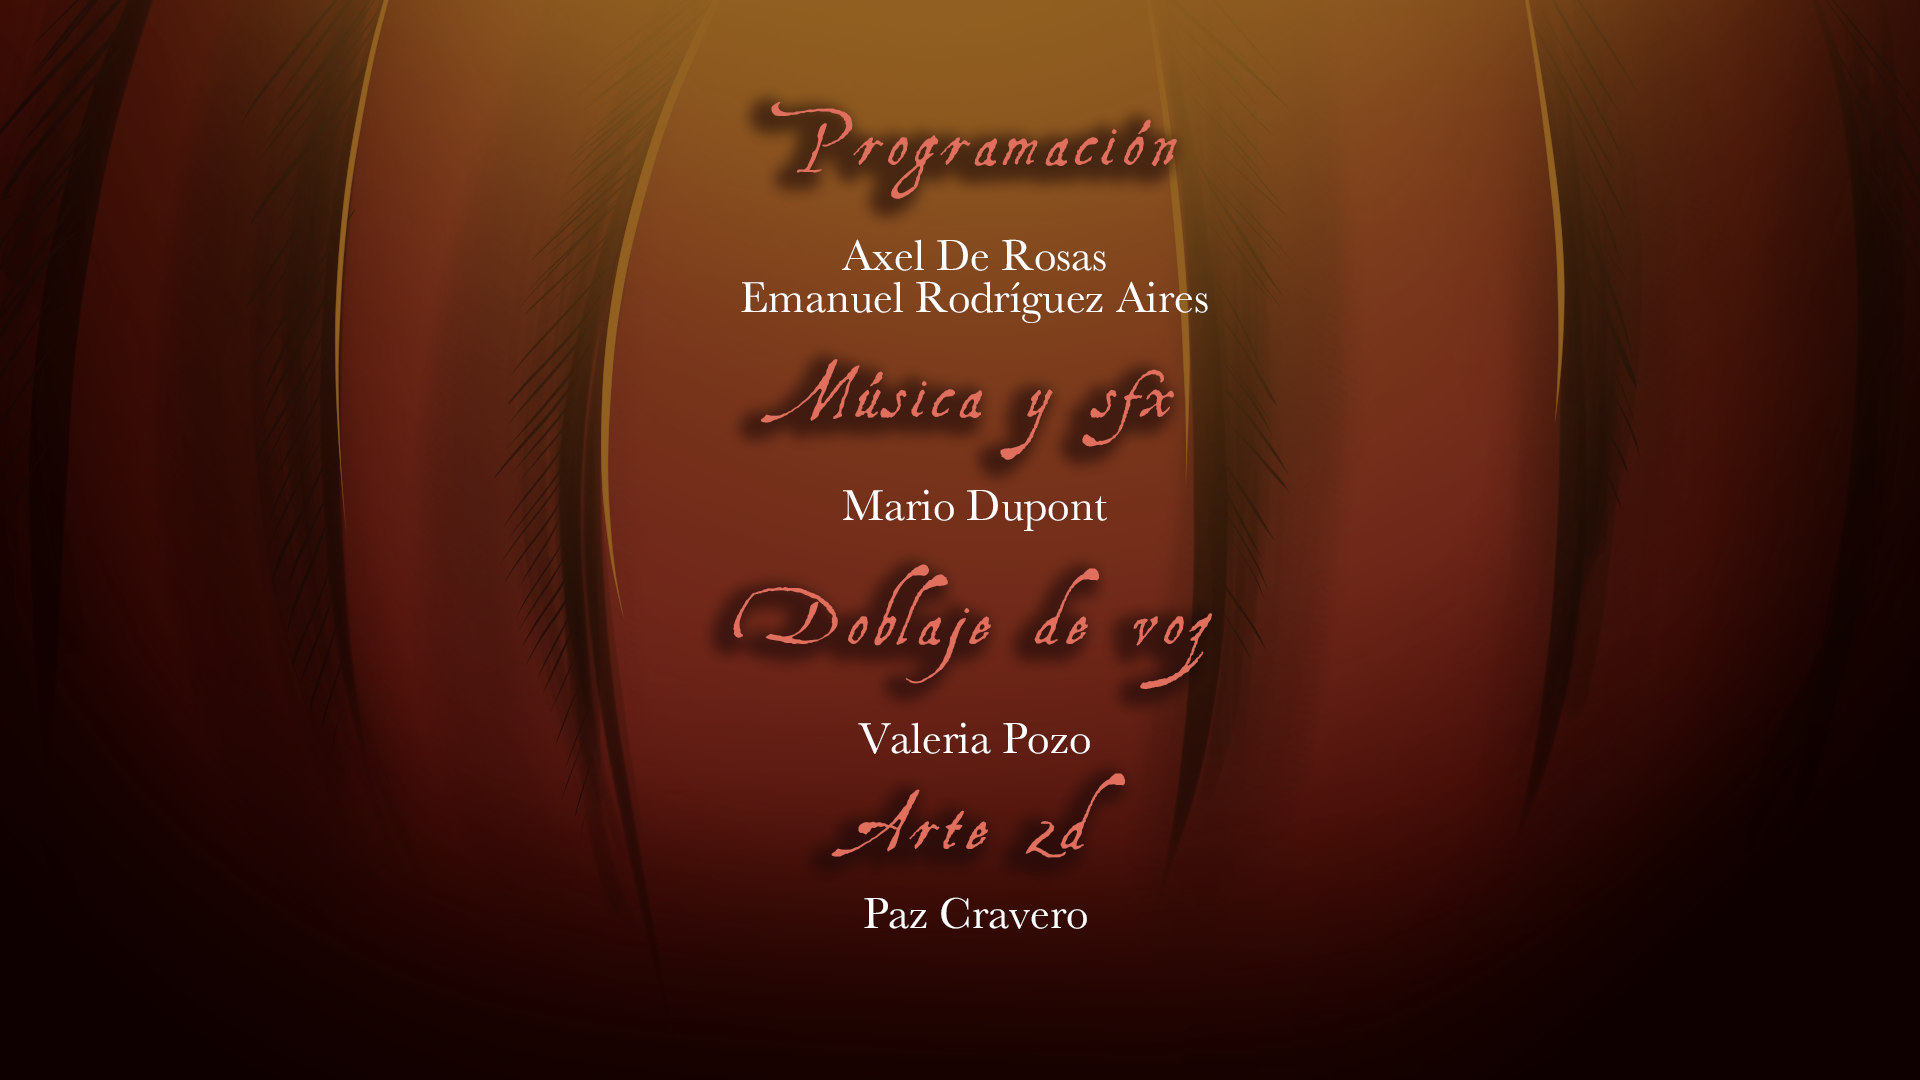 Programación
Axel De Rosas
Emanuel Rodríguez Aires
Música y sfx
Mario Dupont
Doblaje de voz
Valeria Pozo
Arte 2d
Paz Cravero